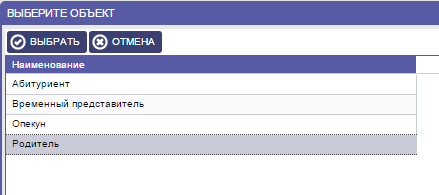 ВЫБЕРИТЕ ОБЪЕКТ
ВЫБРАТЬ ОТМЕНА
Наименование
Абитуриент
Временный представитель
Опекун
Родитель